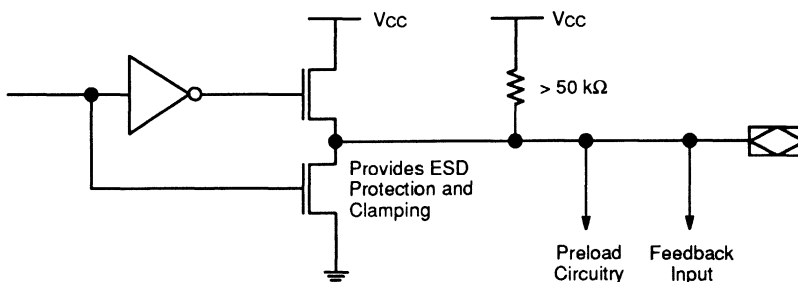 Vcc
Vcc
> 50 kΩ
Provides ESD
Protection and
Clamping
Preload
Circuitry
Feedback
Input